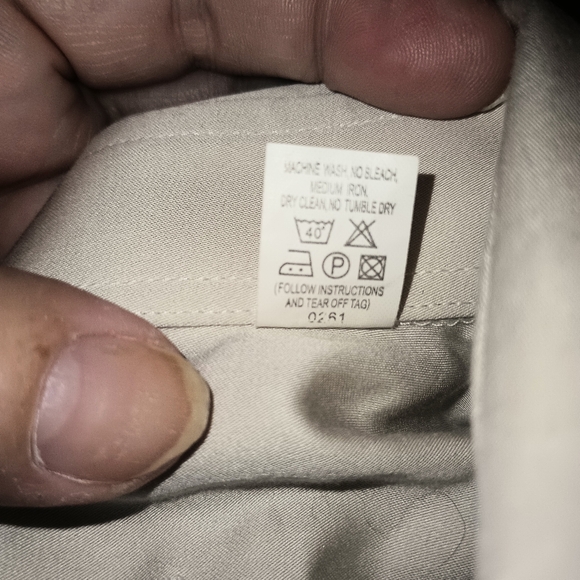 MACHINE WASH, NO BLEACH,
MEDIUM IRON,
DRY CLEAN, NO TUMBLE DRY
40°
P
(FOLLOW INSTRUCTIONS
AND TEAR OFF TAG)
0261